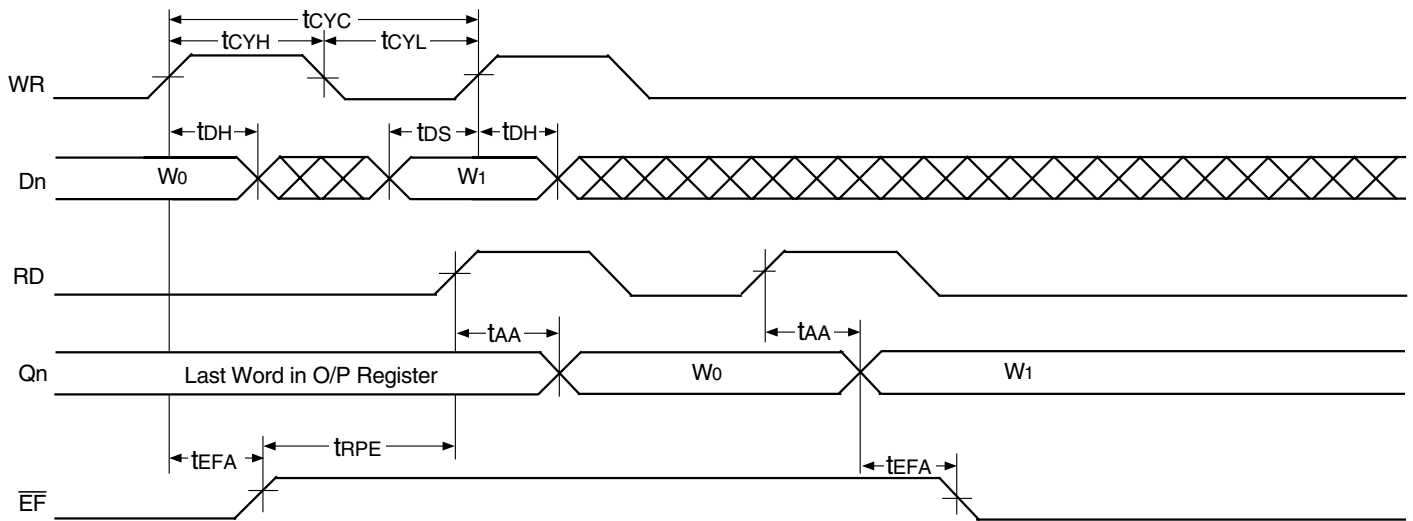 tCYC
tCYH tCYL
WR
tDH tDS tDH
Dn W0 W1
RD
tAA tAA
Qn Last Word in O/P Register W0 W1
tEFA tRPE tEFA
EF